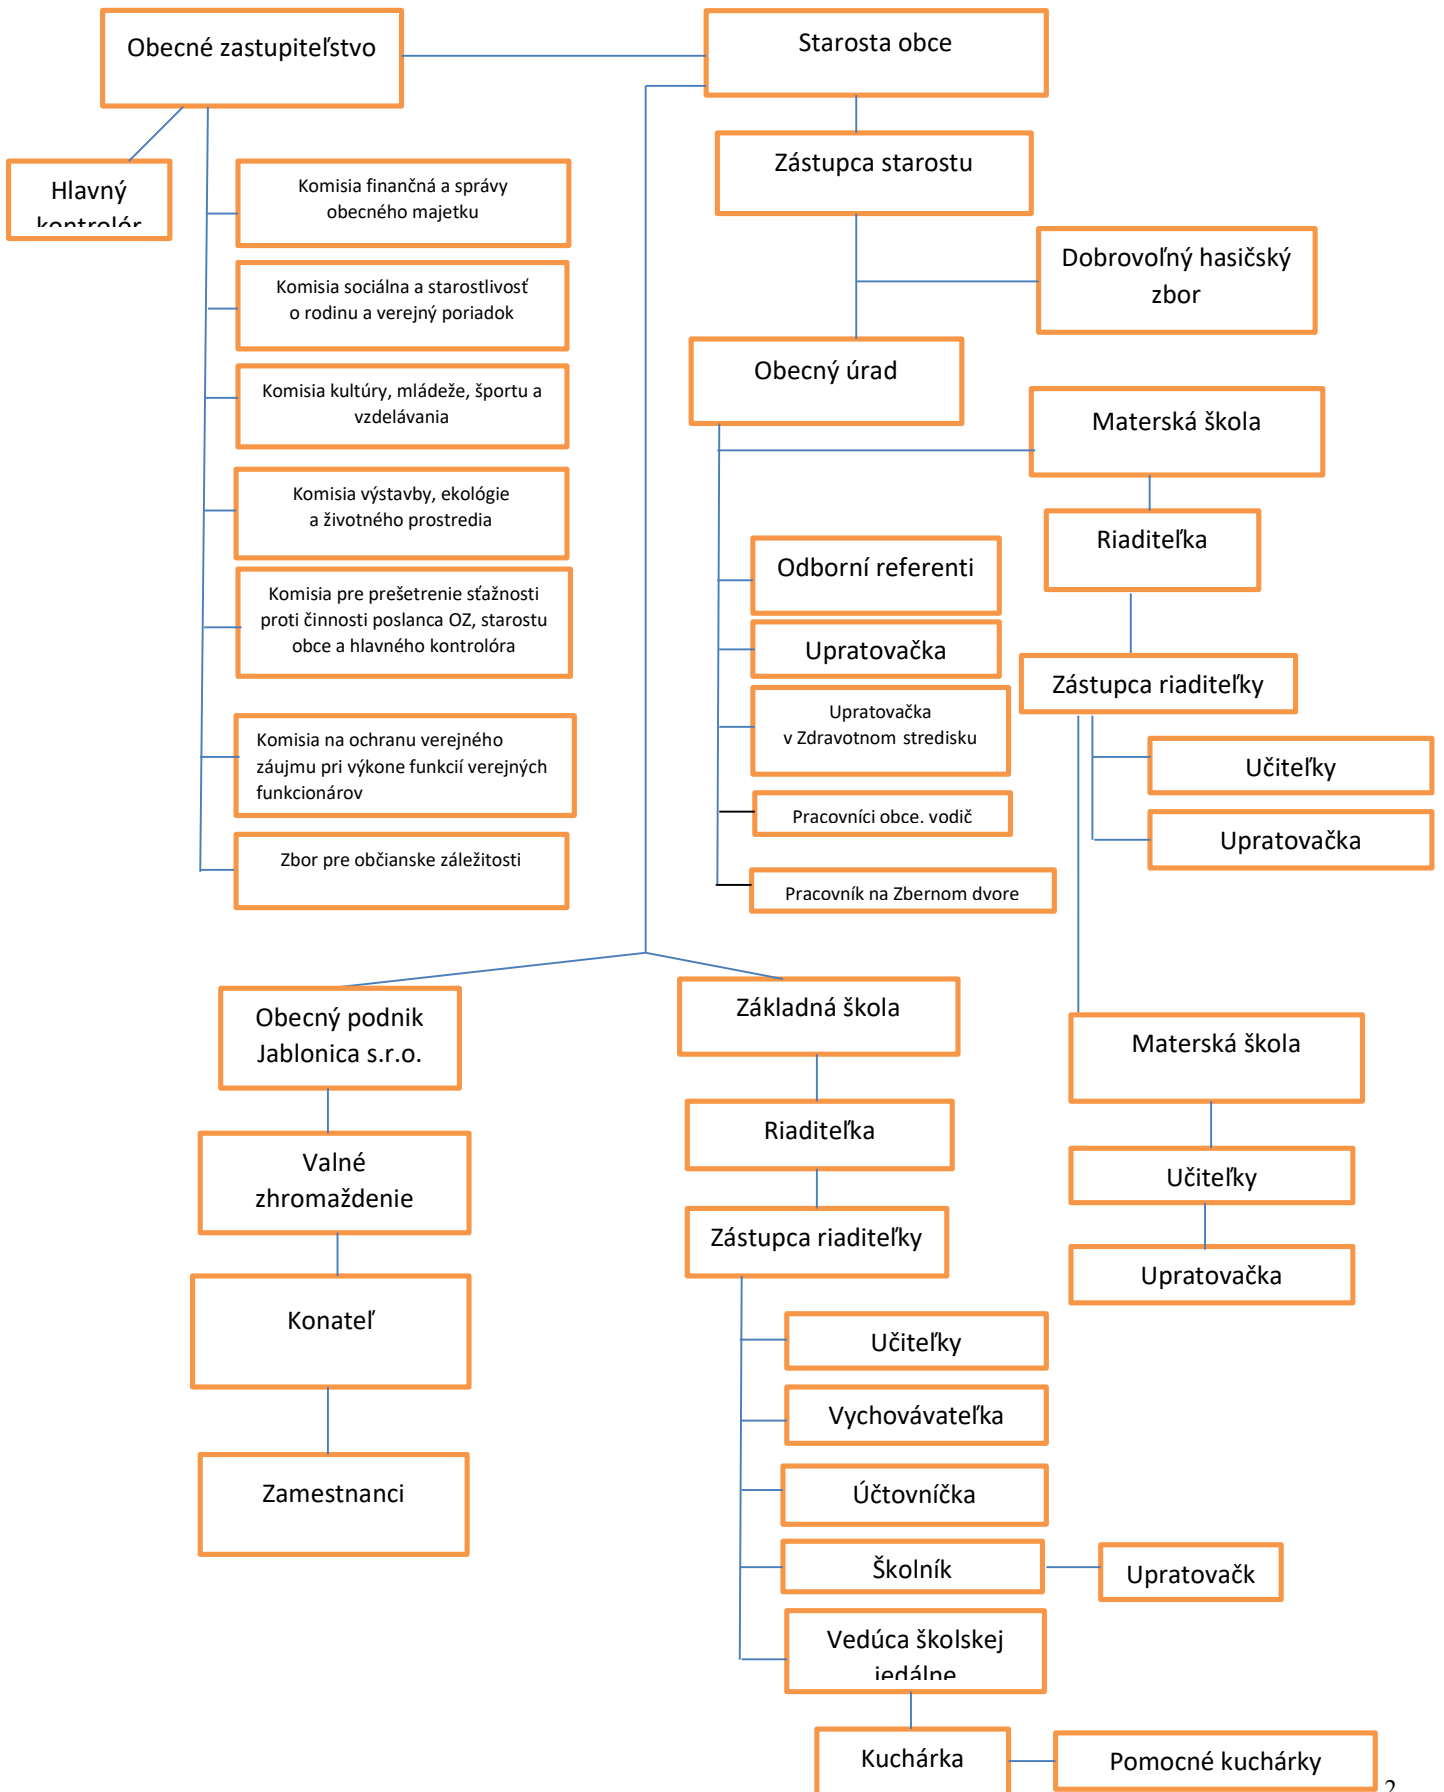 Obecné zastupiteľstvo
Starosta obce
Hlavný
kontrolór
Komisia finančná a správy
obecného majetku
Komisia sociálna a starostlivosť
o rodinu a verejný poriadok
Komisia kultúry, mládeže, športu a
vzdelávania
Komisia výstavby, ekológie
a životného prostredia
Komisia pre prešetrenie sťažnosti
proti činnosti poslanca OZ, starostu
obce a hlavného kontrolóra
Komisia na ochranu verejného
záujmu pri výkone funkcií verejných
funkcionárov
Zbor pre občianske záležitosti
Zástupca starostu
Dobrovoľný hasičský
zbor
Obecný úrad
Materská škola
Riaditeľka
Odborní referenti
Upratovačka
Upratovačka
v Zdravotnom stredisku
Pracovníci obce. vodič
Pracovník na Zbernom dvore
Zástupca riaditeľky
Učiteľky
Upratovačka
Materská škola
Učiteľky
Upratovačka
Obecný podnik
Jablonica s.r.o.
Valné
zhromaždenie
Konateľ
Zamestnanci
Základná škola
Riaditeľka
Zástupca riaditeľky
Učiteľky
Vychovávateľka
Účtovníčka
Školník
Upratovačk
Vedúca školskej
jedálne
Kuchárka
Pomocné kuchárky
2